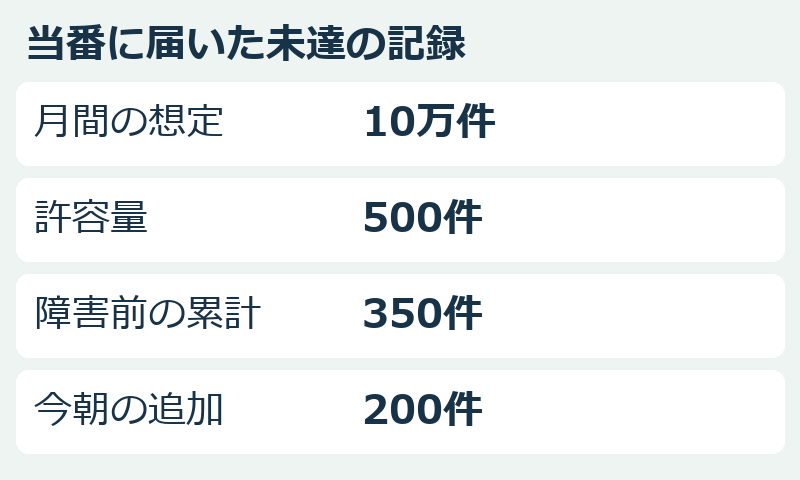 当番に届いた未達の記録
月間の想定 10万件
許容量 500件
障害前の累計 350件
今朝の追加 200件